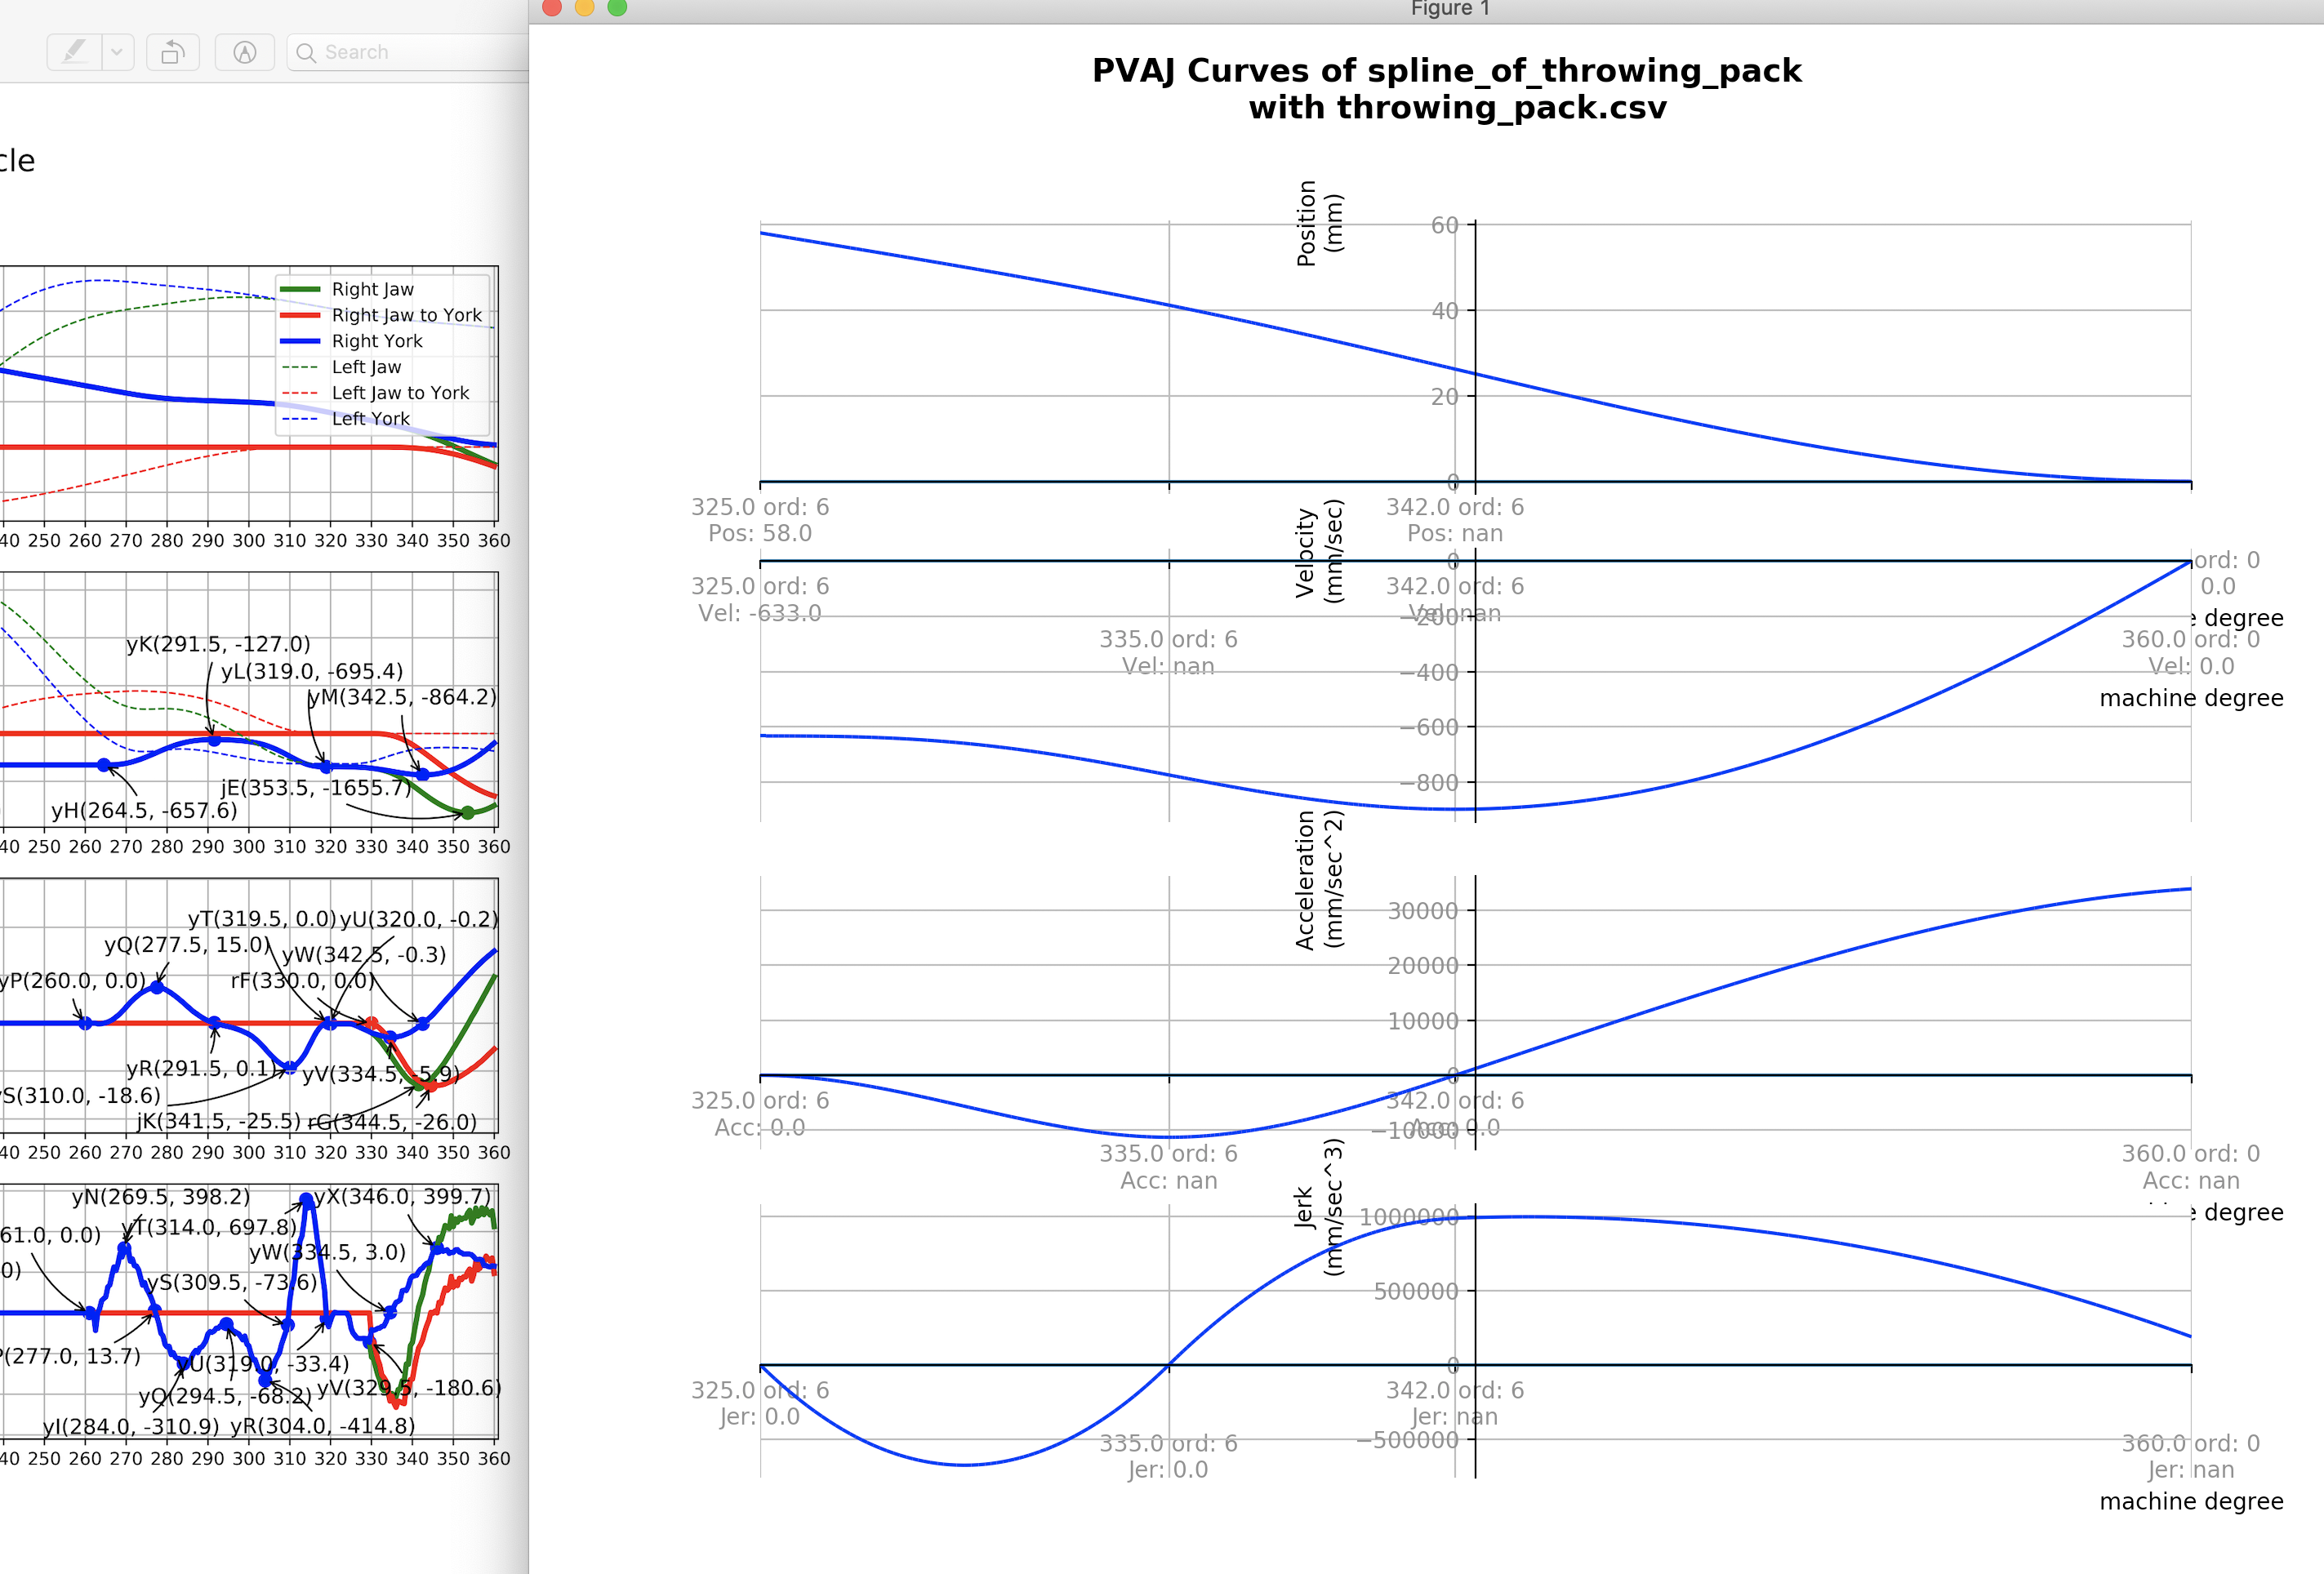 Search
Figure 1
cle
Right Jaw
Right Jaw to York
Right York
Left Jaw
Left Jaw to York
Left York
40 250 260 270 280 290 300 310 320 330 340 350 360
yK(291.5, -127.0)
yL(319.0, -695.4)
yM(342.5, -864.2)
jE(353.5, -1655.7)
yH(264.5, -657.6)
40 250 260 270 280 290 300 310 320 330 340 350 360
yT(319.5, 0.0) yU(320.0, -0.2)
yQ(277.5, 15.0)
yW(342.5, -0.3)
yP(260.0, 0.0)
rF(330.0, 0.0)
yR(291.5, 0.1)
yV(334.5, -5.9)
yS(310.0, -18.6)
jK(341.5, -25.5)
rG(344.5, -26.0)
40 250 260 270 280 290 300 310 320 330 340 350 360
yN(269.5, 398.2)
yX(346.0, 399.7)
yT(314.0, 697.8)
61.0, 0.0)
yW(334.5, 3.0)
0)
yS(309.5, -73.6)
P(277.0, 13.7)
yU(319.0, -33.4)
yQ(294.5, -68.2)
yV(329.5, -180.6)
yI(284.0, -310.9)
yR(304.0, -414.8)
40 250 260 270 280 290 300 310 320 330 340 350 360
PVAJ Curves of spline_of_throwing_pack
with throwing_pack.csv
Position
(mm)
60
40
20
0
325.0 ord: 6
Pos: 58.0
342.0 ord: 6
Pos: nan
ord: 0
0.0
e degree
Velocity
(mm/sec)
0
−200
−400
−600
−800
325.0 ord: 6
Vel: -633.0
342.0 ord: 6
Vel: nan
335.0 ord: 6
Vel: nan
360.0 ord: 0
Vel: 0.0
machine degree
Acceleration
(mm/sec^2)
30000
20000
10000
0
−10000
325.0 ord: 6
Acc: 0.0
342.0 ord: 6
Acc: 0.0
335.0 ord: 6
Acc: nan
360.0 ord: 0
Acc: nan
e degree
Jerk
(mm/sec^3)
1000000
500000
0
−500000
325.0 ord: 6
Jer: 0.0
342.0 ord: 6
Jer: nan
335.0 ord: 6
Jer: 0.0
360.0 ord: 0
Jer: nan
machine degree